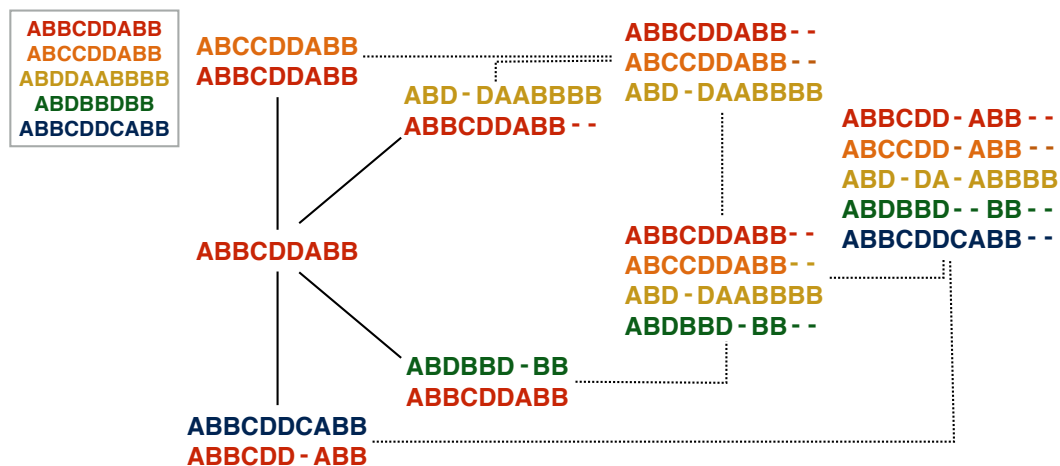 ABBCDDABB
ABCCDDABB
ABDDAABBBB
ABDBBDBB
ABBCDDCABB
ABCCDDABB
ABBCDDABB
ABD-DAABBBB
ABBCDDABB--
ABBCDDABB--
ABCCDDABB--
ABD-DAABBBB
ABBCDDABB
ABBCDD-ABB--
ABCCDD-ABB--
ABD-DA-ABBBB
ABDBBD--BB--
ABBCDDCABB--
ABBCDDABB--
ABCCDDABB--
ABD-DAABBBB
ABDBBD-BB--
ABDBBD-BB
ABBCDDABB
ABBCDDCABB
ABBCDD-ABB